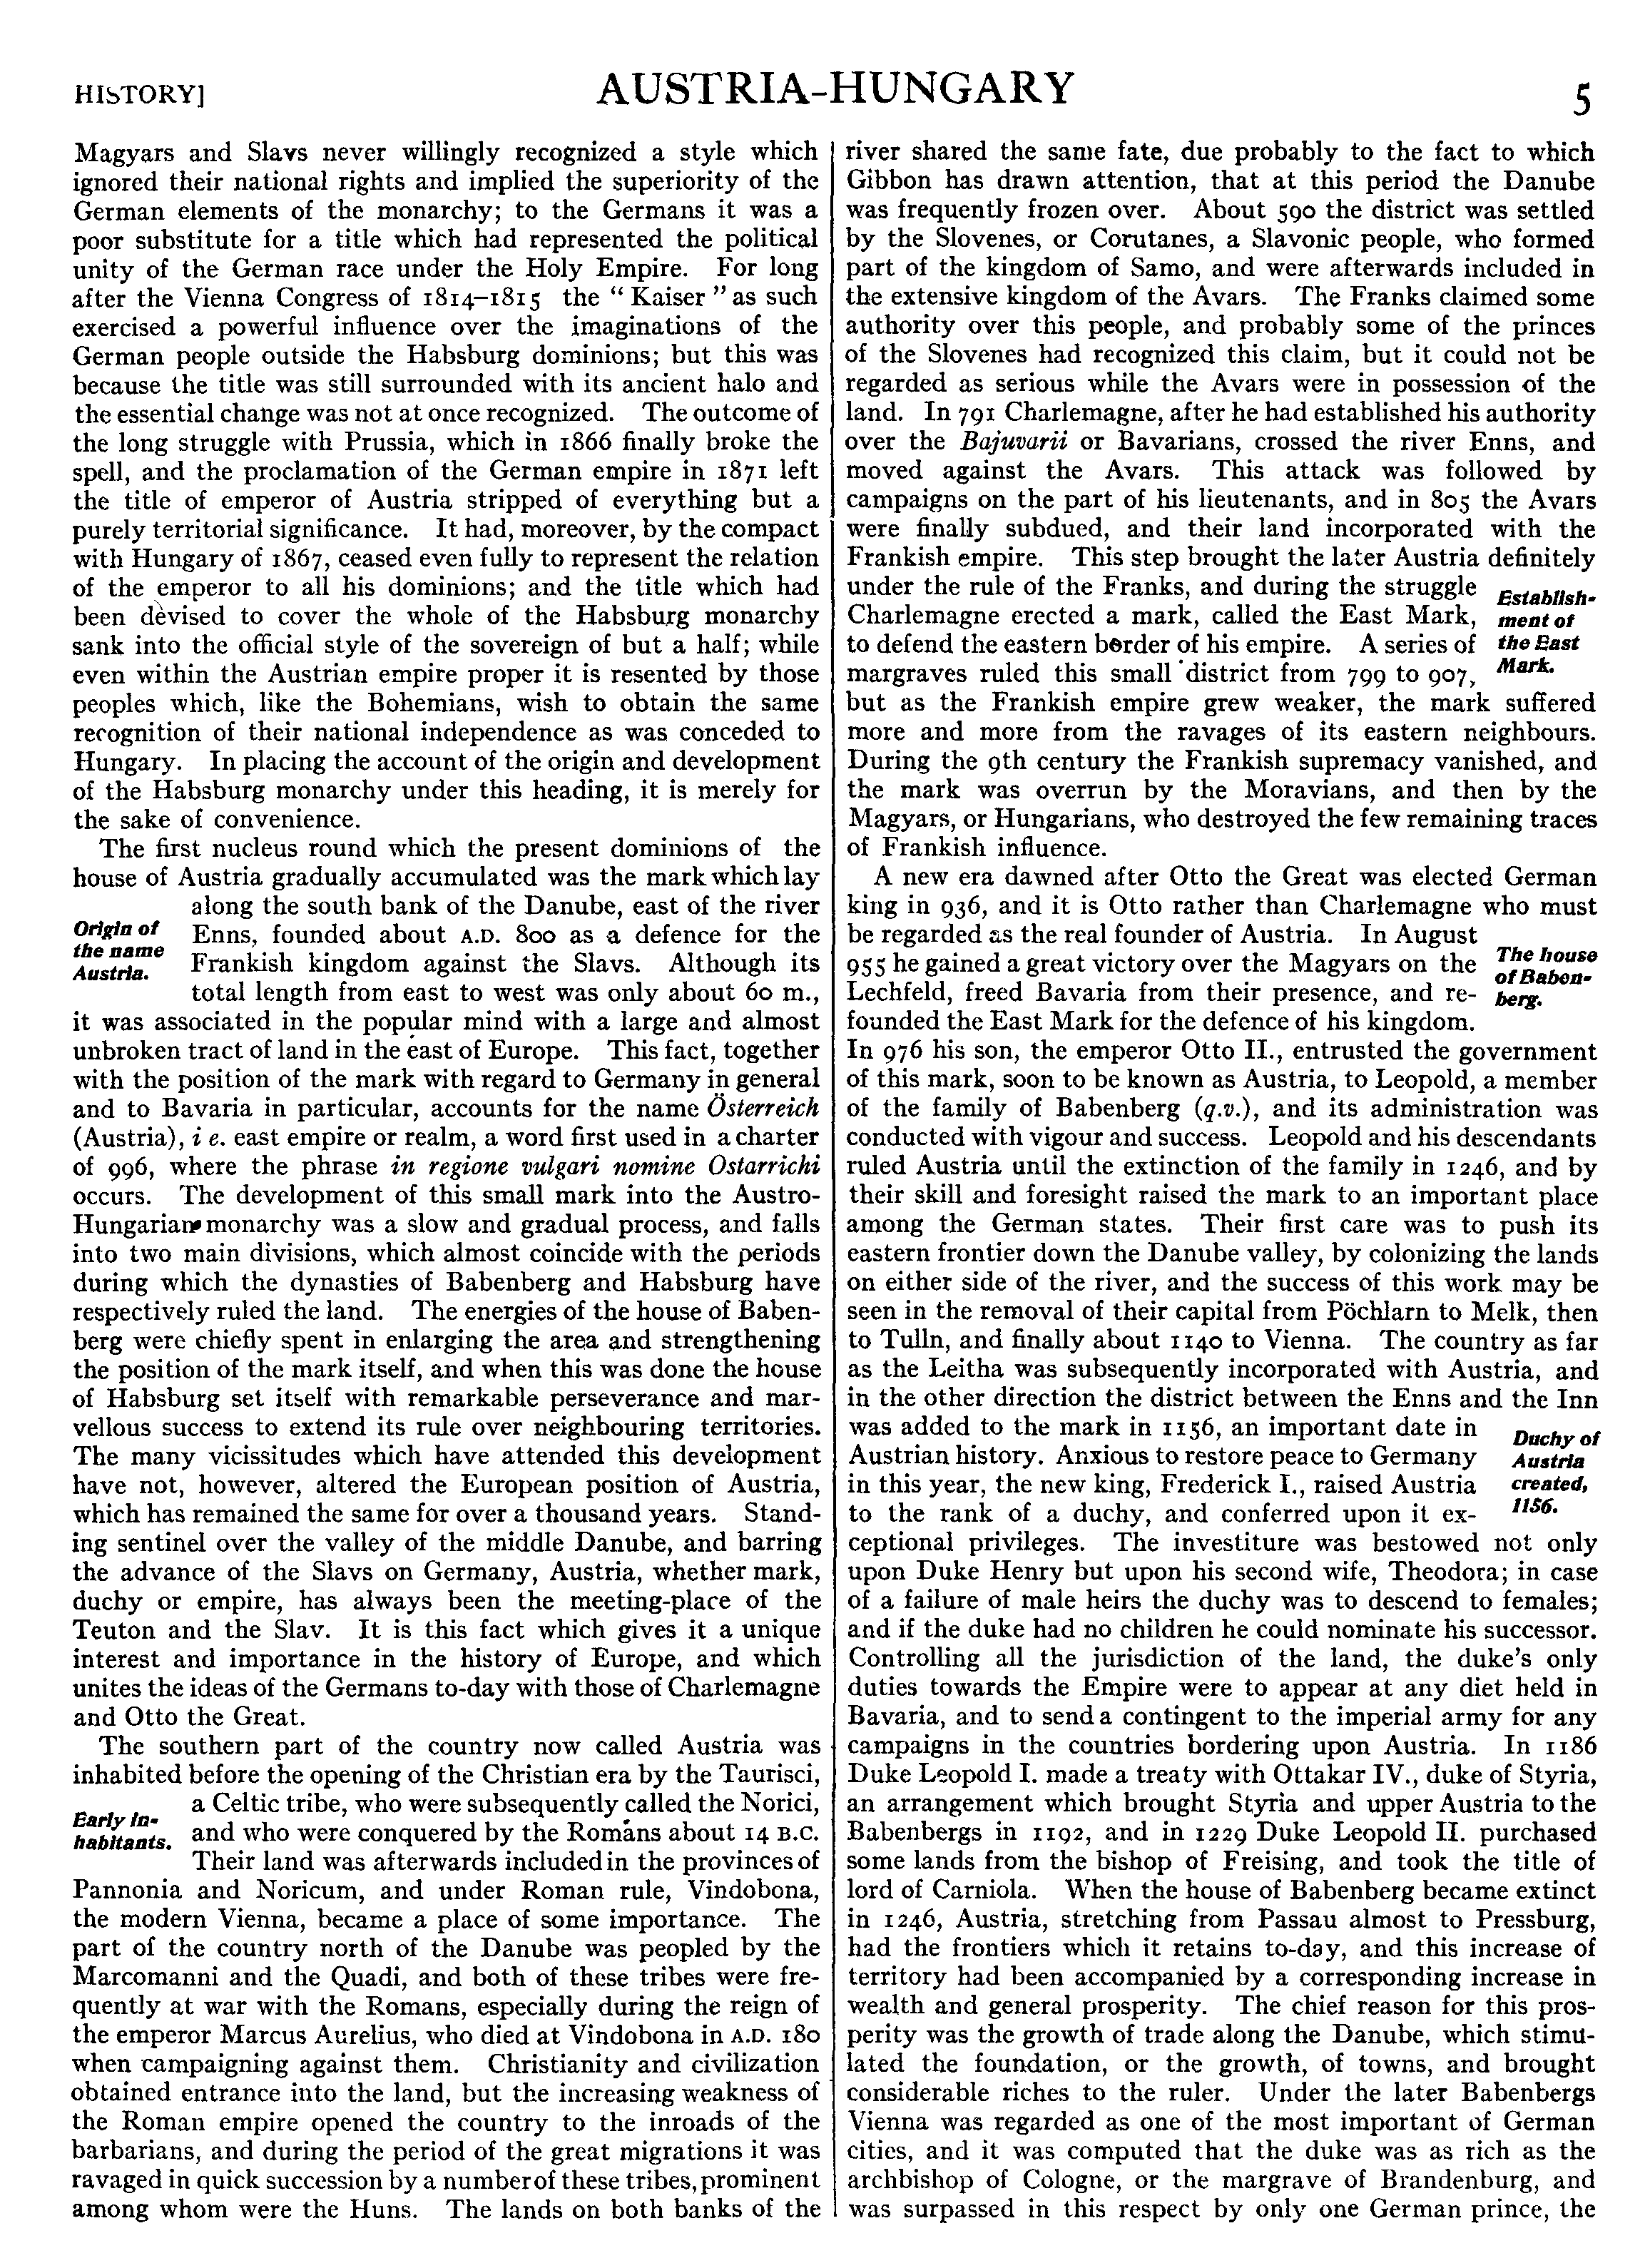 HISTORY]
AUSTRIA-HUNGARY
5
Magyars and Slavs never willingly recognized a style which
ignored their national rights and implied the superiority of the
German elements of the monarchy; to the Germans it was a
poor substitute for a title which had represented the political
unity of the German race under the Holy Empire. For long
after the Vienna Congress of 1814–1815 the “ Kaiser ” as such
exercised a powerful influence over the imaginations of the
German people outside the Habsburg dominions; but this was
because the title was still surrounded with its ancient halo and
the essential change was not at once recognized. The outcome of
the long struggle with Prussia, which in 1866 finally broke the
spell, and the proclamation of the German empire in 1871 left
the title of emperor of Austria stripped of everything but a
purely territorial significance. It had, moreover, by the compact
with Hungary of 1867, ceased even fully to represent the relation
of the emperor to all his dominions; and the title which had
been devised to cover the whole of the Habsburg monarchy
sank into the official style of the sovereign of but a half; while
even within the Austrian empire proper it is resented by those
peoples which, like the Bohemians, wish to obtain the same
recognition of their national independence as was conceded to
Hungary. In placing the account of the origin and development
of the Habsburg monarchy under this heading, it is merely for
the sake of convenience.
The first nucleus round which the present dominions of the
house of Austria gradually accumulated was the mark which lay
Origin of
the name
Austria.
along the south bank of the Danube, east of the river
Enns, founded about A.D. 800 as a defence for the
Frankish kingdom against the Slavs. Although its
total length from east to west was only about 60 m.,
it was associated in the popular mind with a large and almost
unbroken tract of land in the east of Europe. This fact, together
with the position of the mark with regard to Germany in general
and to Bavaria in particular, accounts for the name Österreich
(Austria), i e. east empire or realm, a word first used in a charter
of 996, where the phrase in regione vulgari nomine Ostarrichi
occurs. The development of this small mark into the Austro-
Hungarian monarchy was a slow and gradual process, and falls
into two main divisions, which almost coincide with the periods
during which the dynasties of Babenberg and Habsburg have
respectively ruled the land. The energies of the house of Baben-
berg were chiefly spent in enlarging the area and strengthening
the position of the mark itself, and when this was done the house
of Habsburg set itself with remarkable perseverance and mar-
vellous success to extend its rule over neighbouring territories.
The many vicissitudes which have attended this development
have not, however, altered the European position of Austria,
which has remained the same for over a thousand years. Stand-
ing sentinel over the valley of the middle Danube, and barring
the advance of the Slavs on Germany, Austria, whether mark,
duchy or empire, has always been the meeting-place of the
Teuton and the Slav. It is this fact which gives it a unique
interest and importance in the history of Europe, and which
unites the ideas of the Germans to-day with those of Charlemagne
and Otto the Great.
The southern part of the country now called Austria was
inhabited before the opening of the Christian era by the Taurisci,
Early in-
habitants.
a Celtic tribe, who were subsequently called the Norici,
and who were conquered by the Romans about 14 B.C.
Their land was afterwards included in the provinces of
Pannonia and Noricum, and under Roman rule, Vindobona,
the modern Vienna, became a place of some importance. The
part of the country north of the Danube was peopled by the
Marcomanni and the Quadi, and both of these tribes were fre-
quently at war with the Romans, especially during the reign of
the emperor Marcus Aurelius, who died at Vindobona in A.D. 180
when campaigning against them. Christianity and civilization
obtained entrance into the land, but the increasing weakness of
the Roman empire opened the country to the inroads of the
barbarians, and during the period of the great migrations it was
ravaged in quick succession by a number of these tribes, prominent
among whom were the Huns. The lands on both banks of the
river shared the same fate, due probably to the fact to which
Gibbon has drawn attention, that at this period the Danube
was frequently frozen over. About 590 the district was settled
by the Slovenes, or Corutanes, a Slavonic people, who formed
part of the kingdom of Samo, and were afterwards included in
the extensive kingdom of the Avars. The Franks claimed some
authority over this people, and probably some of the princes
of the Slovenes had recognized this claim, but it could not be
regarded as serious while the Avars were in possession of the
land. In 791 Charlemagne, after he had established his authority
over the Bajuvarii or Bavarians, crossed the river Enns, and
moved against the Avars. This attack was followed by
campaigns on the part of his lieutenants, and in 805 the Avars
were finally subdued, and their land incorporated with the
Frankish empire. This step brought the later Austria definitely
under the rule of the Franks, and during the struggle
Charlemagne erected a mark, called the East Mark,
to defend the eastern border of his empire. A series of
margraves ruled this small district from 799 to 907,
Establish-
ment of
the East
Mark.
but as the Frankish empire grew weaker, the mark suffered
more and more from the ravages of its eastern neighbours.
During the 9th century the Frankish supremacy vanished, and
the mark was overrun by the Moravians, and then by the
Magyars, or Hungarians, who destroyed the few remaining traces
of Frankish influence.
A new era dawned after Otto the Great was elected German
king in 936, and it is Otto rather than Charlemagne who must
be regarded as the real founder of Austria. In August
955 he gained a great victory over the Magyars on the
Lechfeld, freed Bavaria from their presence, and re-
founded the East Mark for the defence of his kingdom.
The house
of Baben-
berg.
In 976 his son, the emperor Otto II., entrusted the government
of this mark, soon to be known as Austria, to Leopold, a member
of the family of Babenberg (q.v.), and its administration was
conducted with vigour and success. Leopold and his descendants
ruled Austria until the extinction of the family in 1246, and by
their skill and foresight raised the mark to an important place
among the German states. Their first care was to push its
eastern frontier down the Danube valley, by colonizing the lands
on either side of the river, and the success of this work may be
seen in the removal of their capital from Pöchlarn to Melk, then
to Tulln, and finally about 1140 to Vienna. The country as far
as the Leitha was subsequently incorporated with Austria, and
in the other direction the district between the Enns and the Inn
was added to the mark in 1156, an important date in
Austrian history. Anxious to restore peace to Germany
in this year, the new king, Frederick I., raised Austria
to the rank of a duchy, and conferred upon it ex-
Duchy of
Austria
created,
1156.
ceptional privileges. The investiture was bestowed not only
upon Duke Henry but upon his second wife, Theodora; in case
of a failure of male heirs the duchy was to descend to females;
and if the duke had no children he could nominate his successor.
Controlling all the jurisdiction of the land, the duke's only
duties towards the Empire were to appear at any diet held in
Bavaria, and to send a contingent to the imperial army for any
campaigns in the countries bordering upon Austria. In 1186
Duke Leopold I. made a treaty with Ottakar IV., duke of Styria,
an arrangement which brought Styria and upper Austria to the
Babenbergs in 1192, and in 1229 Duke Leopold II. purchased
some lands from the bishop of Freising, and took the title of
lord of Carniola. When the house of Babenberg became extinct
in 1246, Austria, stretching from Passau almost to Pressburg,
had the frontiers which it retains to-day, and this increase of
territory had been accompanied by a corresponding increase in
wealth and general prosperity. The chief reason for this pros-
perity was the growth of trade along the Danube, which stimu-
lated the foundation, or the growth, of towns, and brought
considerable riches to the ruler. Under the later Babenbergs
Vienna was regarded as one of the most important of German
cities, and it was computed that the duke was as rich as the
archbishop of Cologne, or the margrave of Brandenburg, and
was surpassed in this respect by only one German prince, the